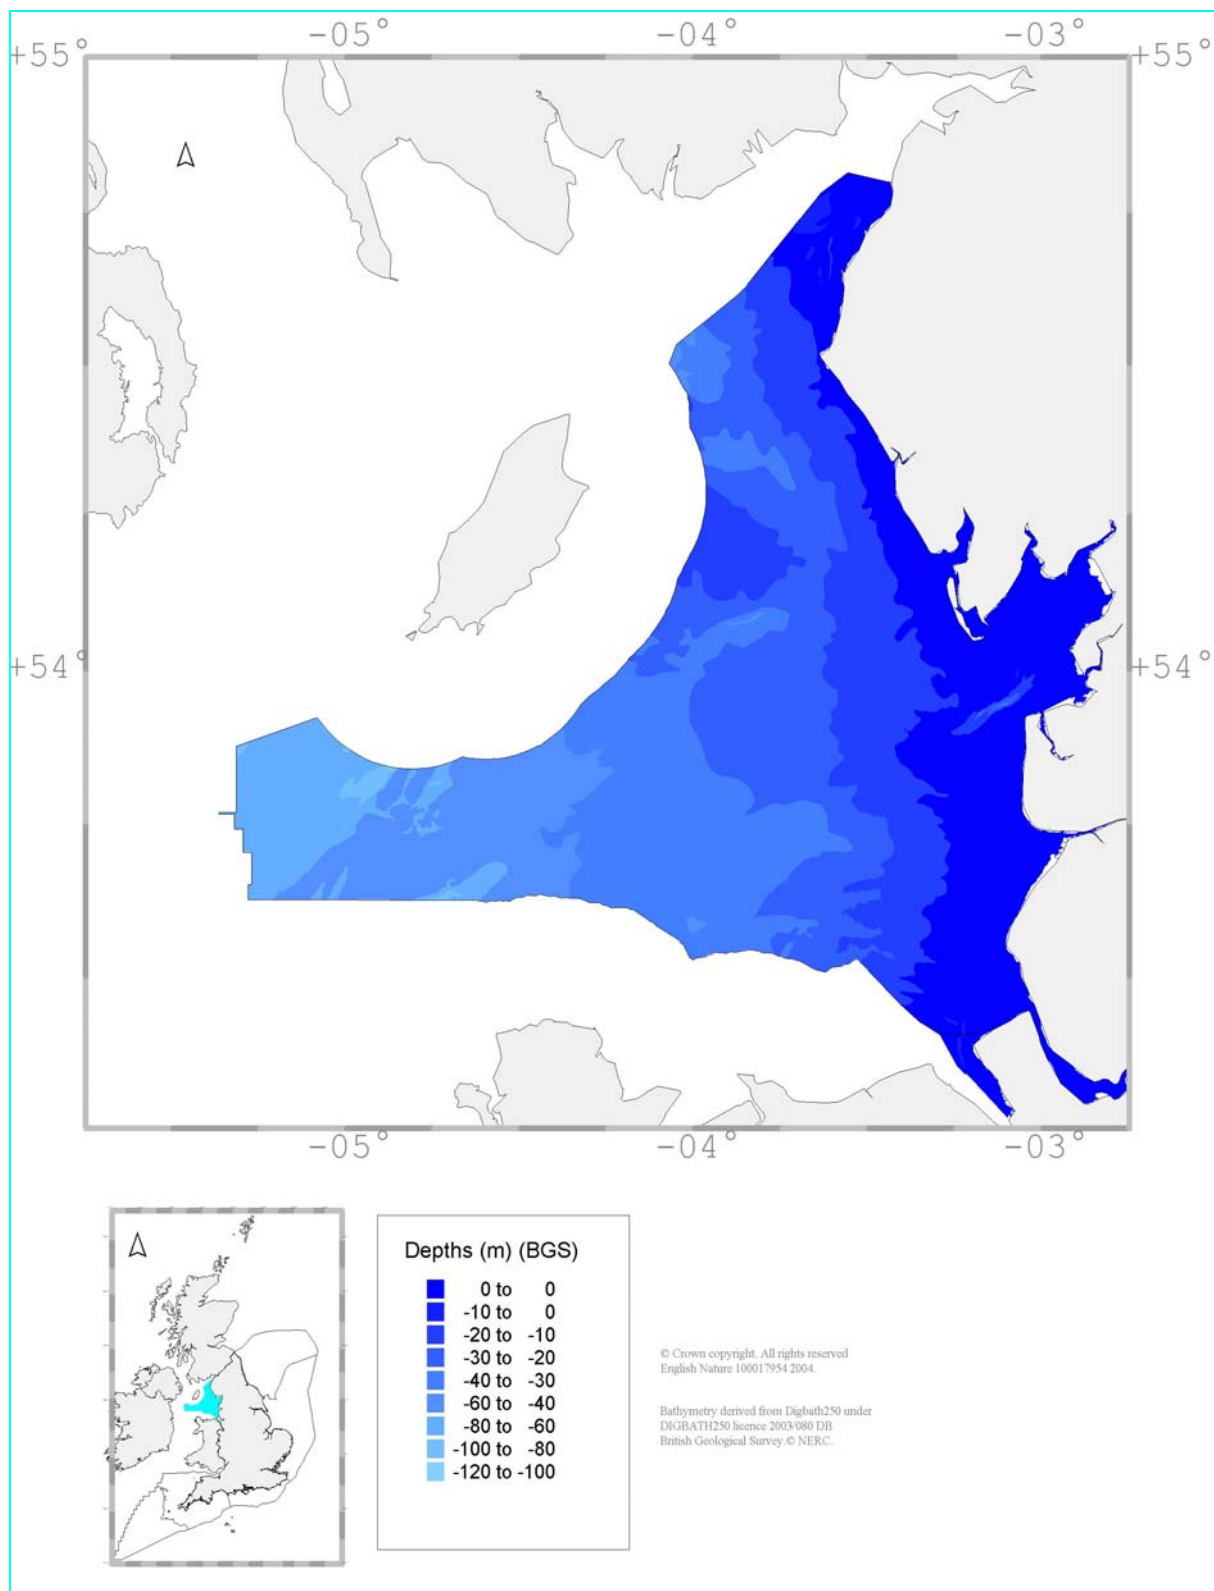 -05° -04° -03°
+55° +55°
+54° +54°
-05° -04° -03°
Depths (m) (BGS)
0 to 0
-10 to 0
-20 to -10
-30 to -20
-40 to -30
-60 to -40
-80 to -60
-100 to -80
-120 to -100
© Crown copyright. All rights reserved
English Nature 100017954 2004.
Bathymetry derived from Digbath250 under
DIGBATH250 licence 2003/080 DB
British Geological Survey.© NERC.